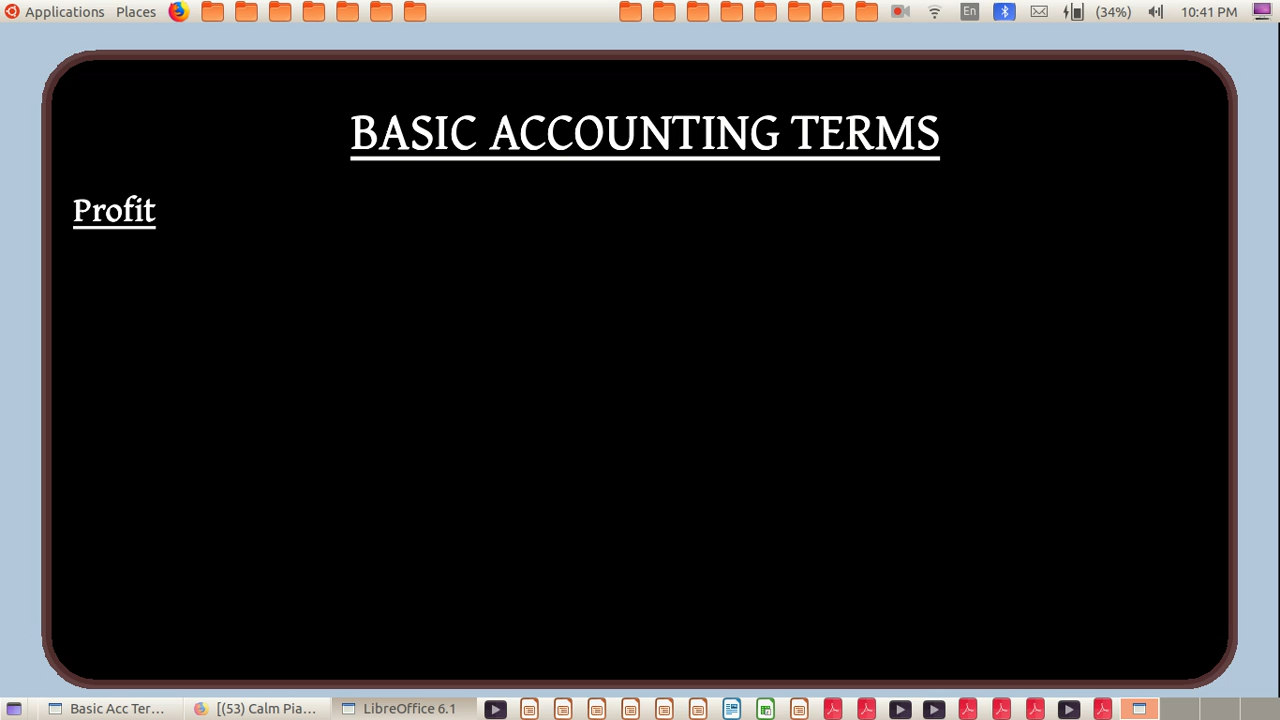 Applications Places En (34%) 10:41 PM
BASIC ACCOUNTING TERMS
Profit
Basic Acc Ter... [(53) Calm Pia... LibreOffice 6.1